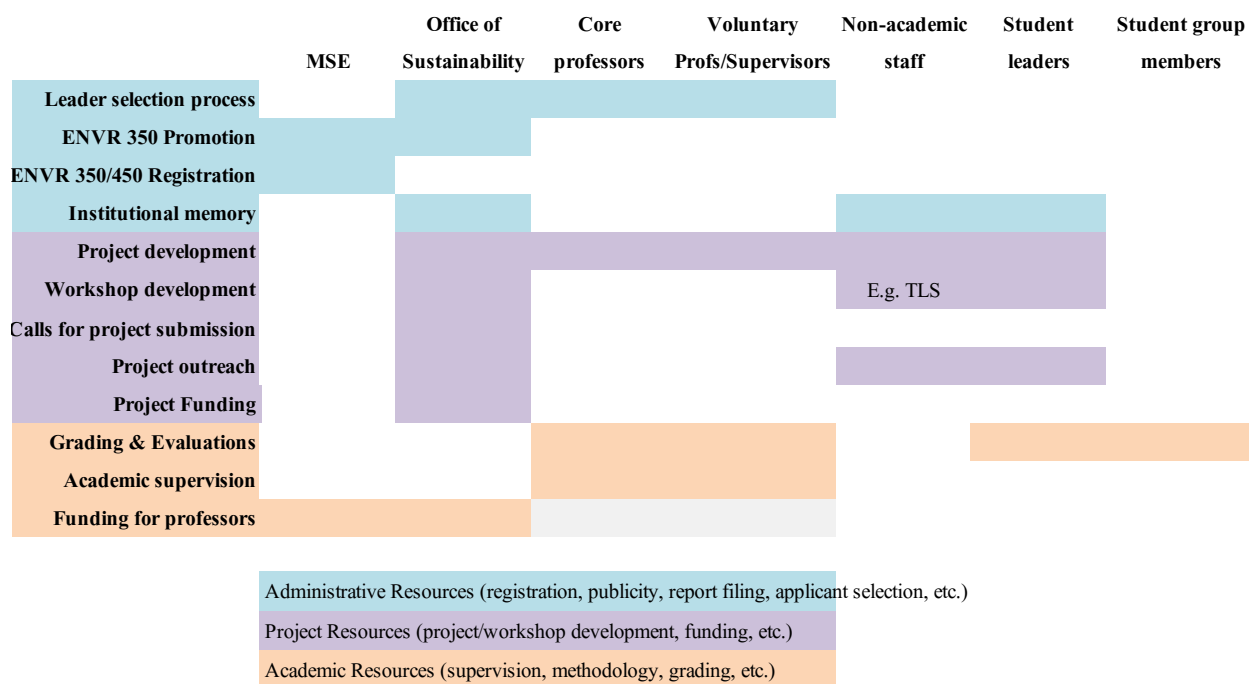 Office of Core Voluntary Non-academic Student Student group
MSE Sustainability professors Profs/Supervisors staff leaders members
Leader selection process
ENVR 350 Promotion
ENVR 350/450 Registration
Institutional memory
Project development
Workshop development E.g. TLS
Calls for project submission
Project outreach
Project Funding
Grading & Evaluations
Academic supervision
Funding for professors
Administrative Resources (registration, publicity, report filing, applicant selection, etc.)
Project Resources (project/workshop development, funding, etc.)
Academic Resources (supervision, methodology, grading, etc.)